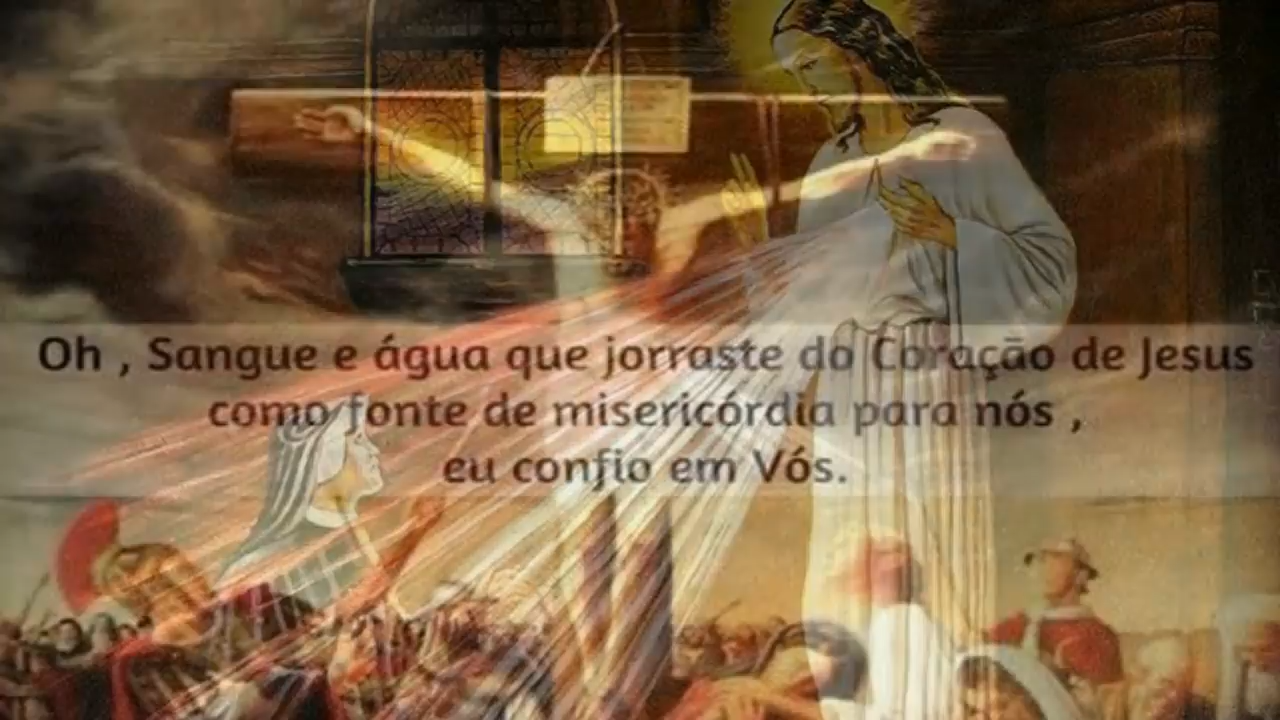 Oh , Sangue e água que jorraste do Coração de Jesus
como fonte de misericórdia para nós ,
eu confio em Vós.